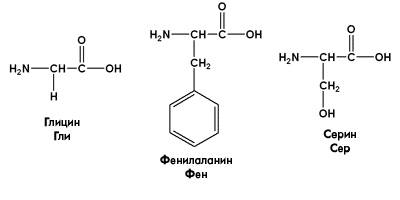 H2N—CH—C—OH
O
H
Глицин
Гли
H2N—CH—C—OH
O
CH2
Фенилаланин
Фен
H2N—CH—C—OH
O
CH2
OH
Серин
Сер